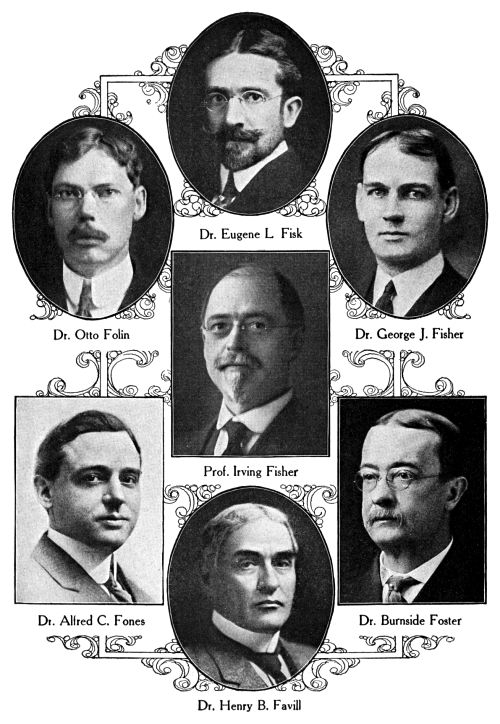 Dr. Eugene L. Fisk
Dr. Otto Folin
Dr. George J. Fisher
Prof. Irving Fisher
Dr. Alfred C. Fones
Dr. Burnside Foster
Dr. Henry B. Favill